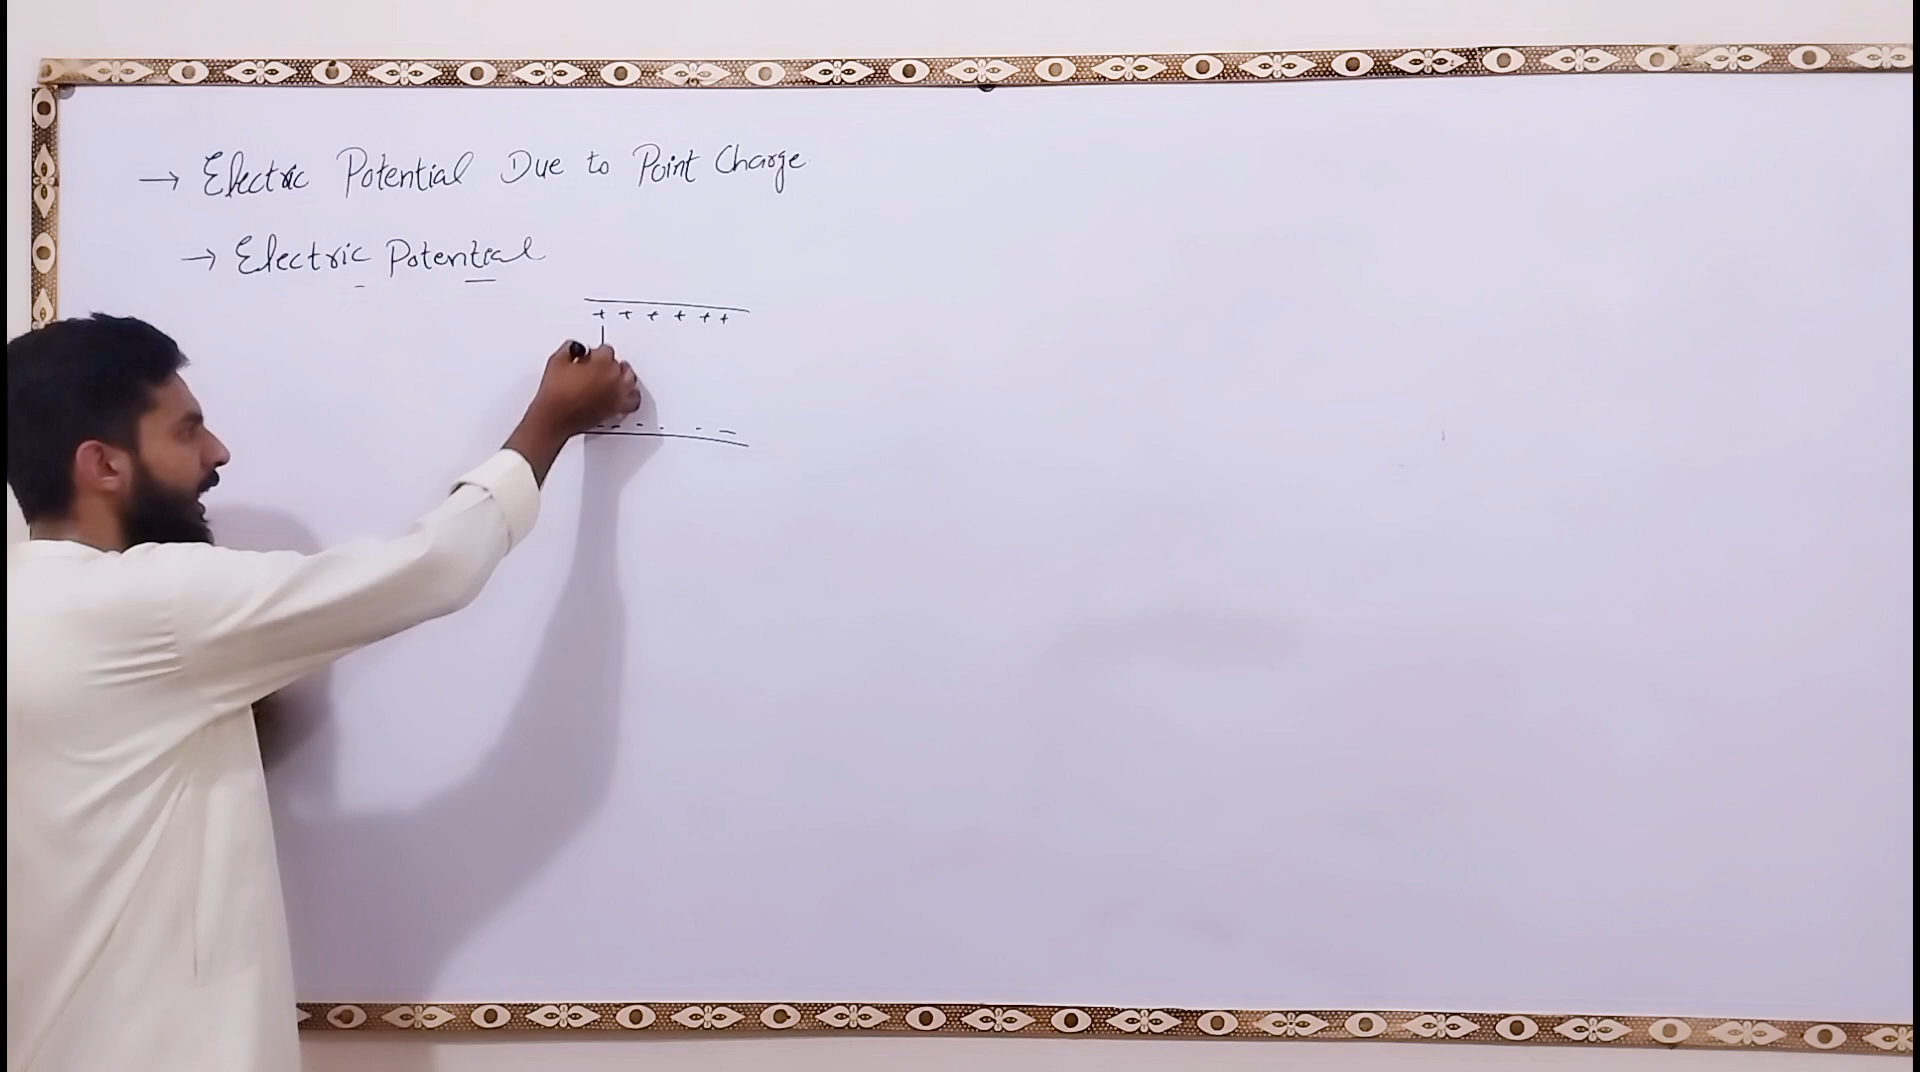 → Electric Potential Due to Point Charge
→ Electric Potential
+ + + + + +
- - - - -